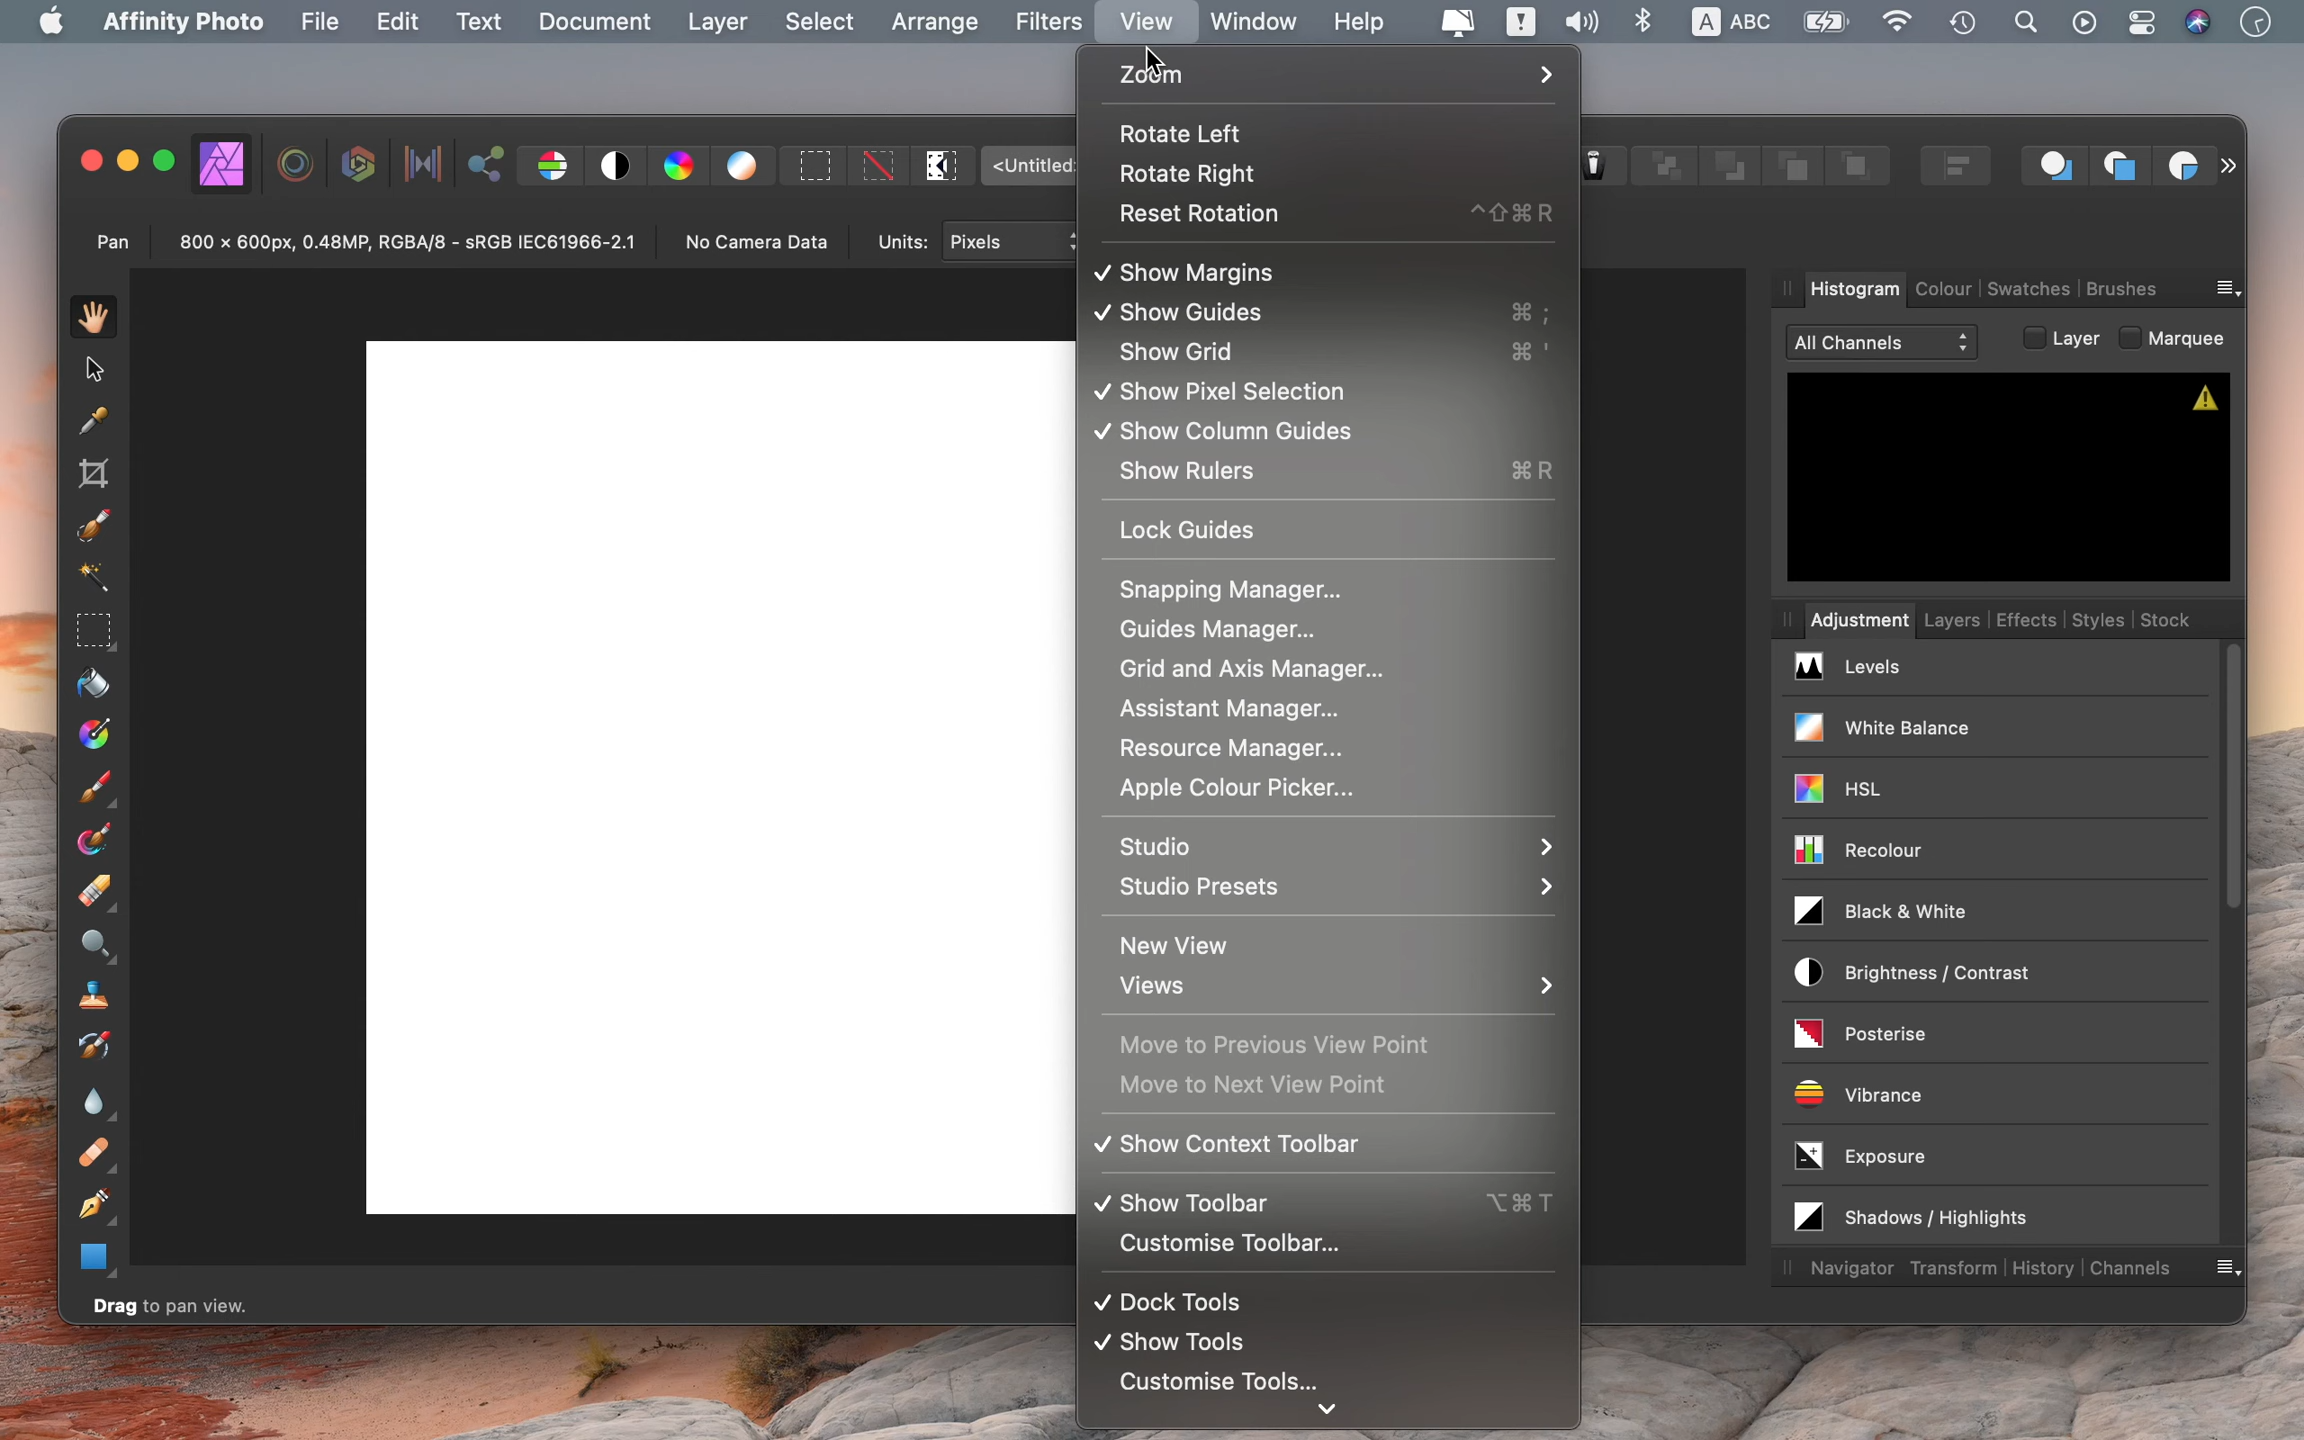 Affinity Photo File Edit Text Document Layer Select Arrange Filters View Window Help A ABC
<Untitled:
Pan 800 × 600px, 0.48MP, RGBA/8 - sRGB IEC61966-2.1 No Camera Data Units: Pixels
Zoom
Rotate Left
Rotate Right
Reset Rotation ^⇧⌘R
✓ Show Margins
✓ Show Guides ⌘ ;
Show Grid ⌘ '
✓ Show Pixel Selection
✓ Show Column Guides
Show Rulers ⌘R
Lock Guides
Snapping Manager...
Guides Manager...
Grid and Axis Manager...
Assistant Manager...
Resource Manager...
Apple Colour Picker...
Studio
Studio Presets
New View
Views
Move to Previous View Point
Move to Next View Point
✓ Show Context Toolbar
✓ Show Toolbar ⌥⌘T
Customise Toolbar...
✓ Dock Tools
✓ Show Tools
Customise Tools...
Histogram Colour Swatches Brushes
All Channels Layer Marquee
Adjustment Layers Effects Styles Stock
Levels
White Balance
HSL
Recolour
Black & White
Brightness / Contrast
Posterise
Vibrance
Exposure
Shadows / Highlights
Navigator Transform History Channels
Drag to pan view.